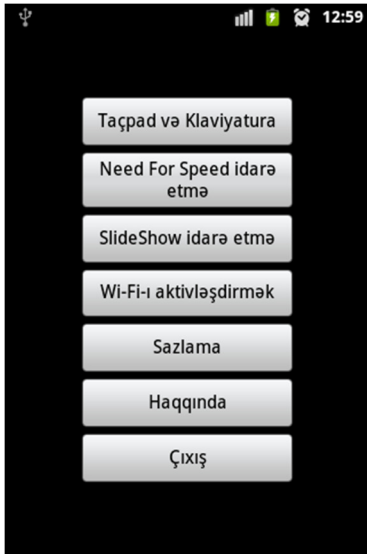 12:59
Taçpad və Klaviyatura
Need For Speed idarə
etmə
SlideShow idarə etmə
Wi-Fi-ı aktivləşdirmək
Sazlama
Haqqında
Çıxış